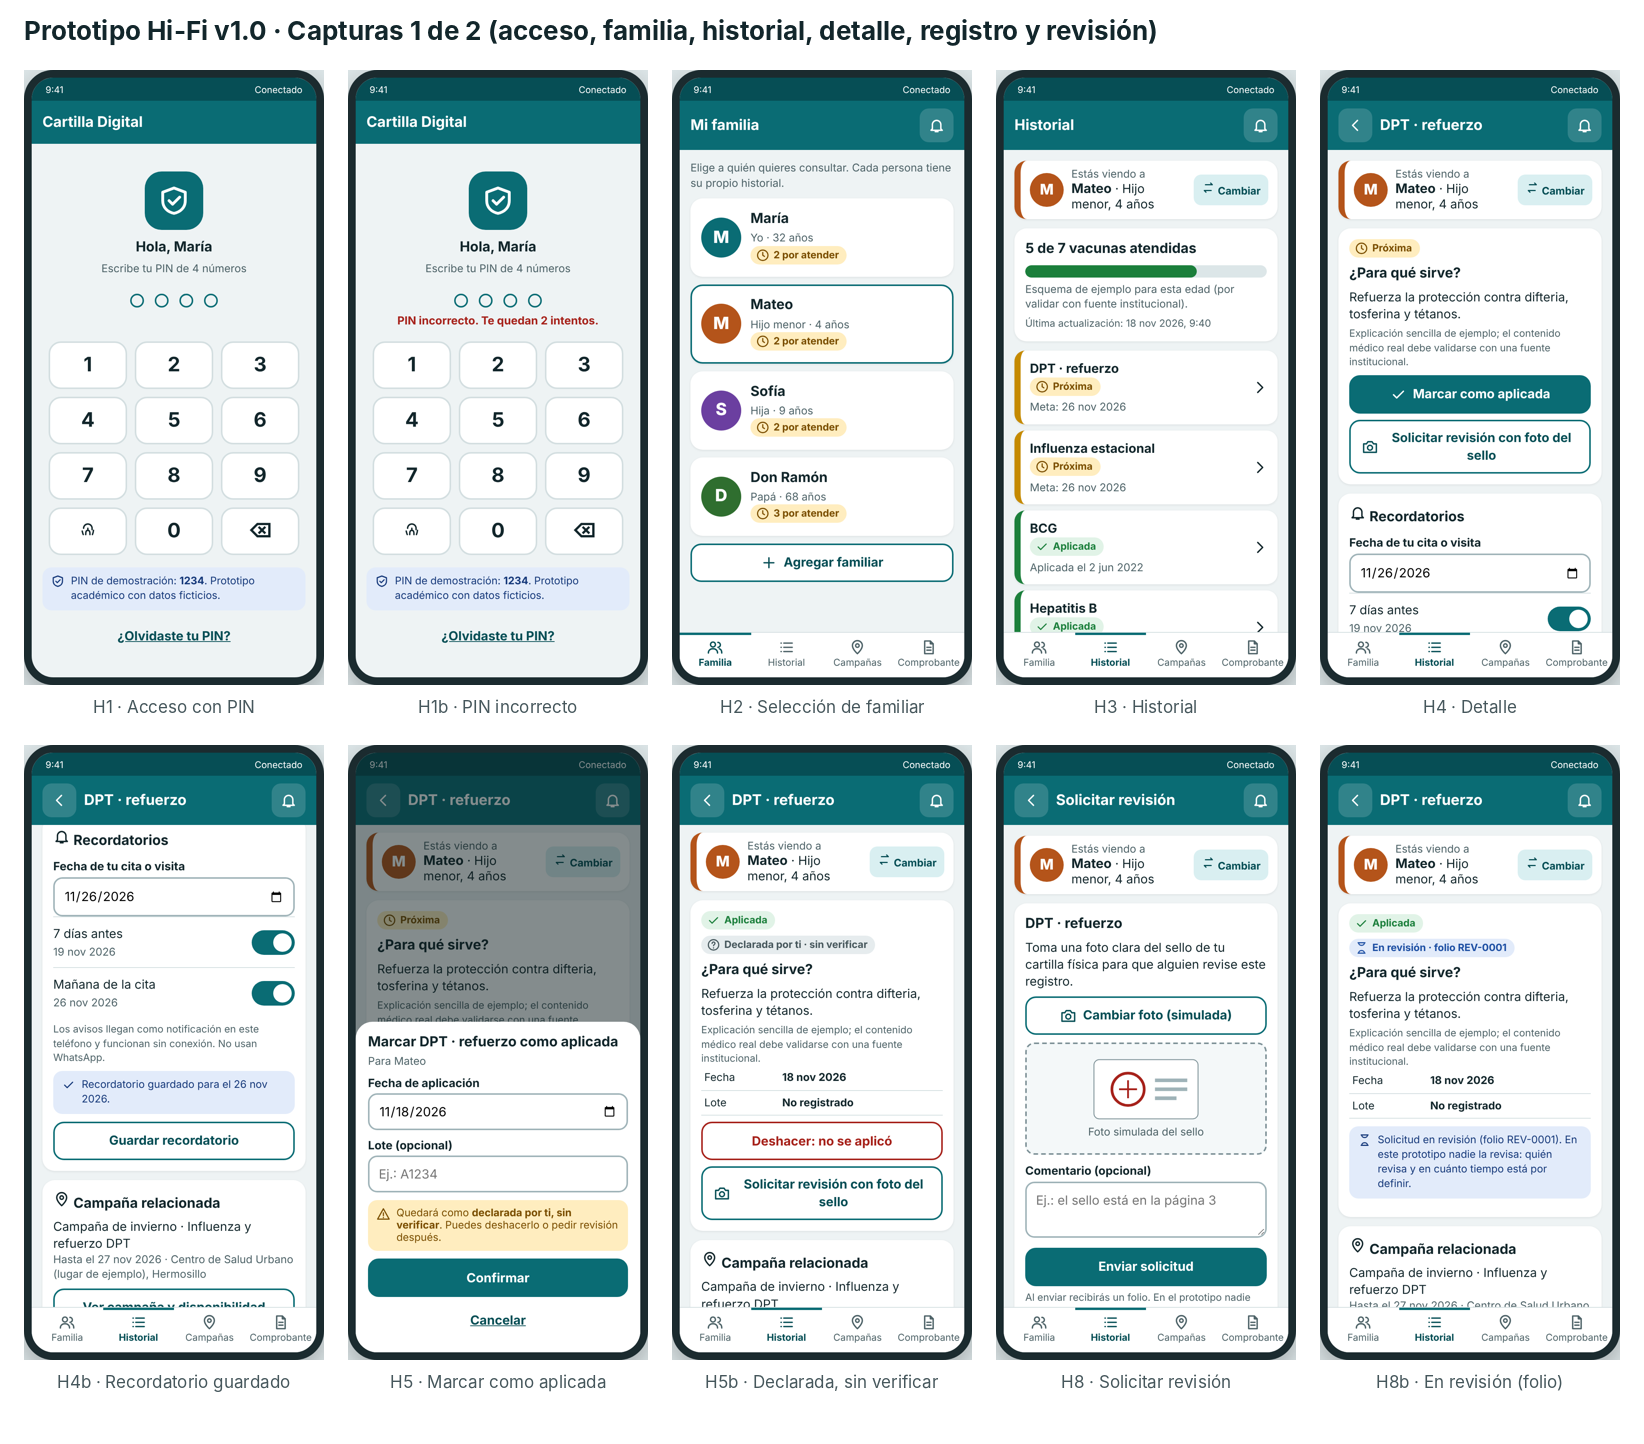 Prototipo Hi-Fi v1.0 · Capturas 1 de 2 (acceso, familia, historial, detalle, registro y revisión)
9:41 Conectado
Cartilla Digital
Hola, María
Escribe tu PIN de 4 números
1 2 3
4 5 6
7 8 9
0
PIN de demostración: 1234. Prototipo
académico con datos ficticios.
¿Olvidaste tu PIN?
H1 · Acceso con PIN
9:41 Conectado
Cartilla Digital
Hola, María
Escribe tu PIN de 4 números
PIN incorrecto. Te quedan 2 intentos.
1 2 3
4 5 6
7 8 9
0
PIN de demostración: 1234. Prototipo
académico con datos ficticios.
¿Olvidaste tu PIN?
H1b · PIN incorrecto
9:41 Conectado
Mi familia
Elige a quién quieres consultar. Cada persona tiene
su propio historial.
M
María
Yo · 32 años
2 por atender
M
Mateo
Hijo menor · 4 años
2 por atender
S
Sofía
Hija · 9 años
2 por atender
D
Don Ramón
Papá · 68 años
3 por atender
Agregar familiar
Familia Historial Campañas Comprobante
H2 · Selección de familiar
9:41 Conectado
Historial
M
Estás viendo a
Mateo · Hijo
menor, 4 años
Cambiar
5 de 7 vacunas atendidas
Esquema de ejemplo para esta edad (por
validar con fuente institucional).
Última actualización: 18 nov 2026, 9:40
DPT · refuerzo
Próxima
Meta: 26 nov 2026
Influenza estacional
Próxima
Meta: 26 nov 2026
BCG
Aplicada
Aplicada el 2 jun 2022
Hepatitis B
Aplicada
Familia Historial Campañas Comprobante
H3 · Historial
9:41 Conectado
DPT · refuerzo
M
Estás viendo a
Mateo · Hijo
menor, 4 años
Cambiar
Próxima
¿Para qué sirve?
Refuerza la protección contra difteria,
tosferina y tétanos.
Explicación sencilla de ejemplo; el contenido
médico real debe validarse con una fuente
institucional.
Marcar como aplicada
Solicitar revisión con foto del
sello
Recordatorios
Fecha de tu cita o visita
11/26/2026
7 días antes
19 nov 2026
Familia Historial Campañas Comprobante
H4 · Detalle
9:41 Conectado
DPT · refuerzo
Recordatorios
Fecha de tu cita o visita
11/26/2026
7 días antes
19 nov 2026
Mañana de la cita
26 nov 2026
Los avisos llegan como notificación en este
teléfono y funcionan sin conexión. No usan
WhatsApp.
Recordatorio guardado para el 26 nov
2026.
Guardar recordatorio
Campaña relacionada
Campaña de invierno · Influenza y
refuerzo DPT
Hasta el 27 nov 2026 · Centro de Salud Urbano
(lugar de ejemplo), Hermosillo
Ver campaña y disponibilidad
Familia Historial Campañas Comprobante
H4b · Recordatorio guardado
9:41 Conectado
DPT · refuerzo
M
Estás viendo a
Mateo · Hijo
menor, 4 años
Cambiar
Próxima
¿Para qué sirve?
Refuerza la protección contra difteria,
tosferina y tétanos.
Explicación sencilla de ejemplo; el contenido
médico real debe validarse con una fuente
Marcar DPT · refuerzo como aplicada
Para Mateo
Fecha de aplicación
11/18/2026
Lote (opcional)
Ej.: A1234
Quedará como declarada por ti, sin
verificar. Puedes deshacerlo o pedir revisión
después.
Confirmar
Cancelar
H5 · Marcar como aplicada
9:41 Conectado
DPT · refuerzo
M
Estás viendo a
Mateo · Hijo
menor, 4 años
Cambiar
Aplicada
Declarada por ti · sin verificar
¿Para qué sirve?
Refuerza la protección contra difteria,
tosferina y tétanos.
Explicación sencilla de ejemplo; el contenido
médico real debe validarse con una fuente
institucional.
Fecha 18 nov 2026
Lote No registrado
Deshacer: no se aplicó
Solicitar revisión con foto del
sello
Campaña relacionada
Campaña de invierno · Influenza y
refuerzo DPT
Familia Historial Campañas Comprobante
H5b · Declarada, sin verificar
9:41 Conectado
Solicitar revisión
M
Estás viendo a
Mateo · Hijo
menor, 4 años
Cambiar
DPT · refuerzo
Toma una foto clara del sello de tu
cartilla física para que alguien revise este
registro.
Cambiar foto (simulada)
Foto simulada del sello
Comentario (opcional)
Ej.: el sello está en la página 3
Enviar solicitud
Al enviar recibirás un folio. En el prototipo nadie
Familia Historial Campañas Comprobante
H8 · Solicitar revisión
9:41 Conectado
DPT · refuerzo
M
Estás viendo a
Mateo · Hijo
menor, 4 años
Cambiar
Aplicada
En revisión · folio REV-0001
¿Para qué sirve?
Refuerza la protección contra difteria,
tosferina y tétanos.
Explicación sencilla de ejemplo; el contenido
médico real debe validarse con una fuente
institucional.
Fecha 18 nov 2026
Lote No registrado
Solicitud en revisión (folio REV-0001). En
este prototipo nadie la revisa: quién
revisa y en cuánto tiempo está por
definir.
Campaña relacionada
Campaña de invierno · Influenza y
refuerzo DPT
Hasta el 27 nov 2026 · Centro de Salud Urbano
Familia Historial Campañas Comprobante
H8b · En revisión (folio)